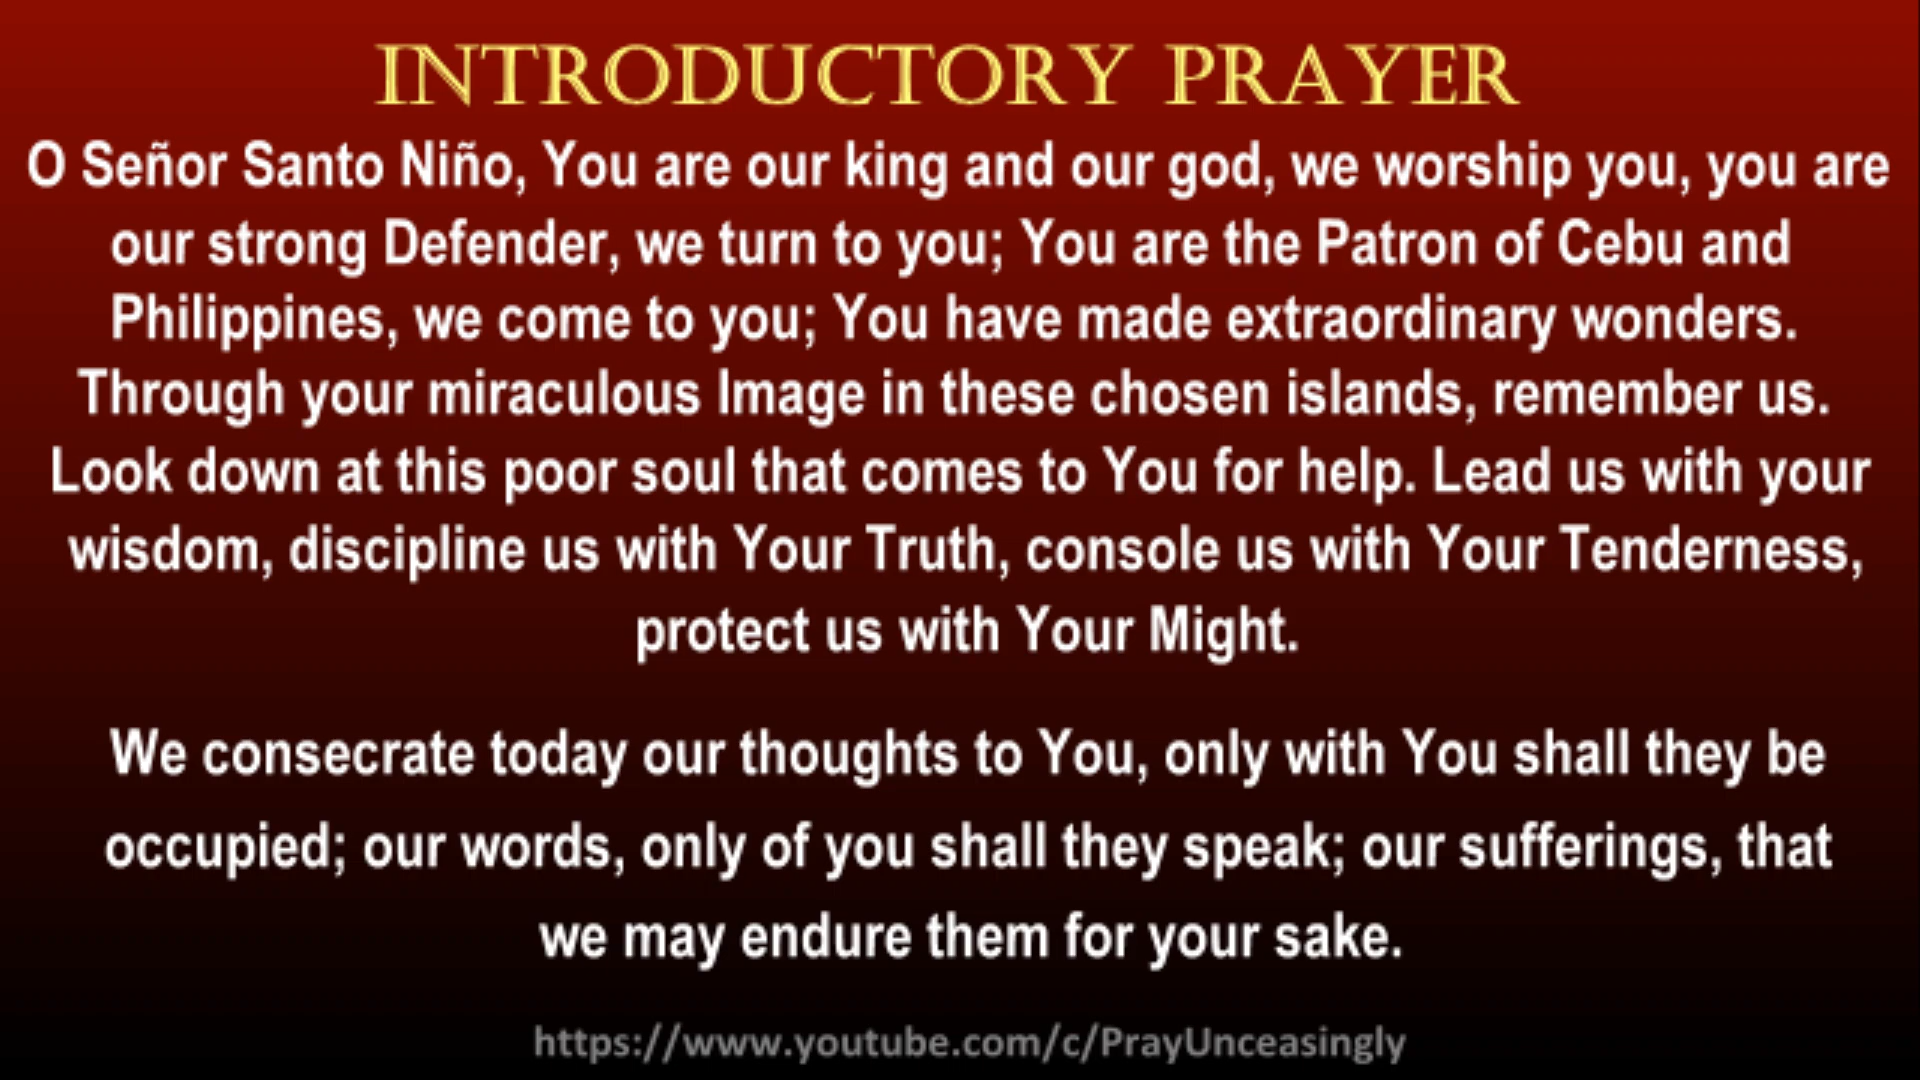 INTRODUCTORY PRAYER
O Señor Santo Niño, You are our king and our god, we worship you, you are
our strong Defender, we turn to you; You are the Patron of Cebu and
Philippines, we come to you; You have made extraordinary wonders.
Through your miraculous Image in these chosen islands, remember us.
Look down at this poor soul that comes to You for help. Lead us with your
wisdom, discipline us with Your Truth, console us with Your Tenderness,
protect us with Your Might.
We consecrate today our thoughts to You, only with You shall they be
occupied; our words, only of you shall they speak; our sufferings, that
we may endure them for your sake.
https://www.youtube.com/c/PrayUnceasingly